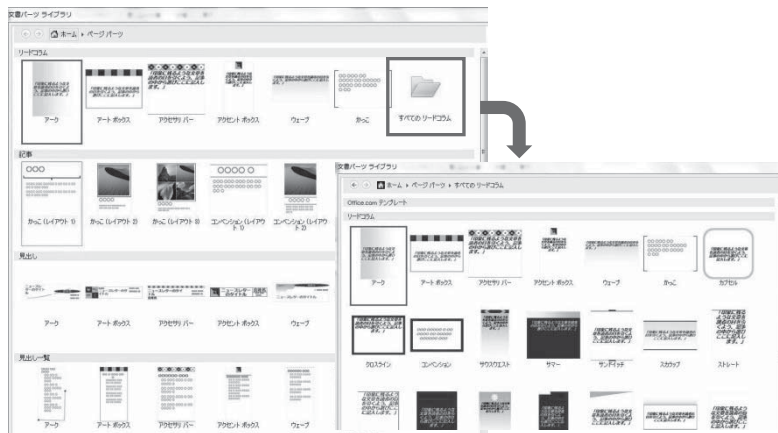 文書パーツ ライブラリ
ホーム ▸ ページ パーツ
リードコラム
アーク
アート ボックス
アクセサリ バー
アクセント ボックス
ウェーブ
かっこ
すべての リードコラム
記事
かっこ (レイアウト 1)
かっこ (レイアウト 2)
かっこ (レイアウト 3)
コンベンション (レイアウト 1)
コンベンション (レイアウト 2)
見出し
アーク
アート ボックス
アクセサリ バー
アクセント ボックス
ウェーブ
見出し一覧
アーク
アート ボックス
アクセサリ バー
アクセント ボックス
ウェーブ
文書パーツ ライブラリ
ホーム ▸ ページ パーツ ▸ すべての リードコラム
Office.com テンプレート
リードコラム
アーク
アート ボックス
アクセサリ バー
アクセント ボックス
ウェーブ
かっこ
カプセル
クロスライン
コンベンション
サウスウエスト
サマー
サンドイッチ
スカラップ
ストレート